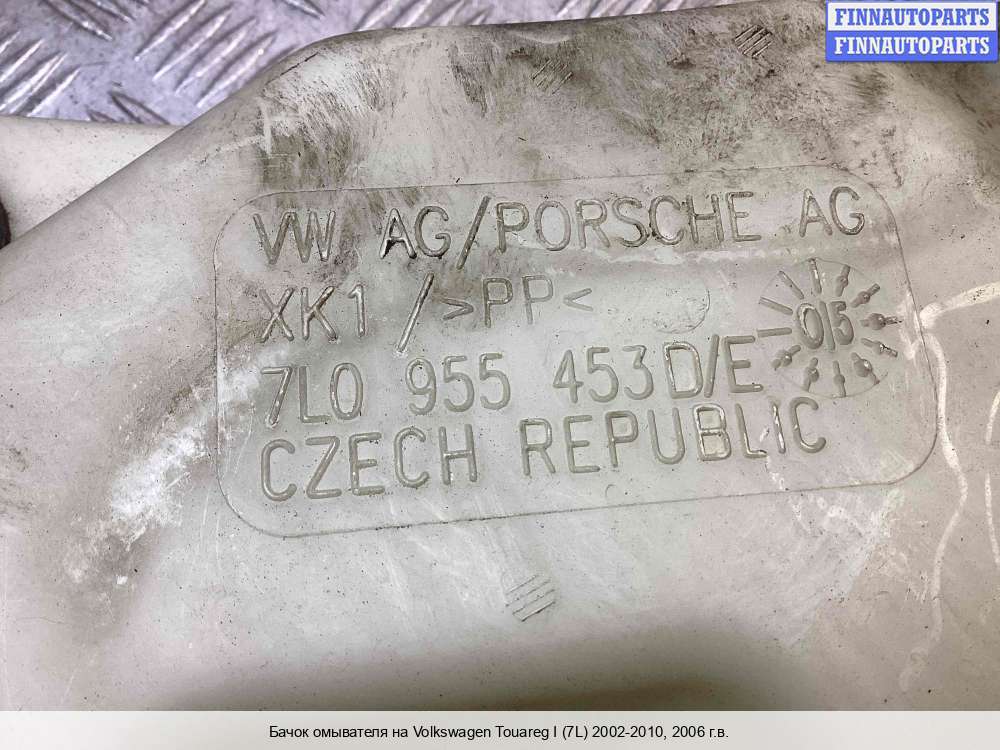 FINNAUTOPARTS
FINNAUTOPARTS
VW AG/PORSCHE AG
XK1 / >PP<
7L0 955 453D/E
015
CZECH REPUBLIC
Бачок омывателя на Volkswagen Touareg I (7L) 2002-2010, 2006 г.в.